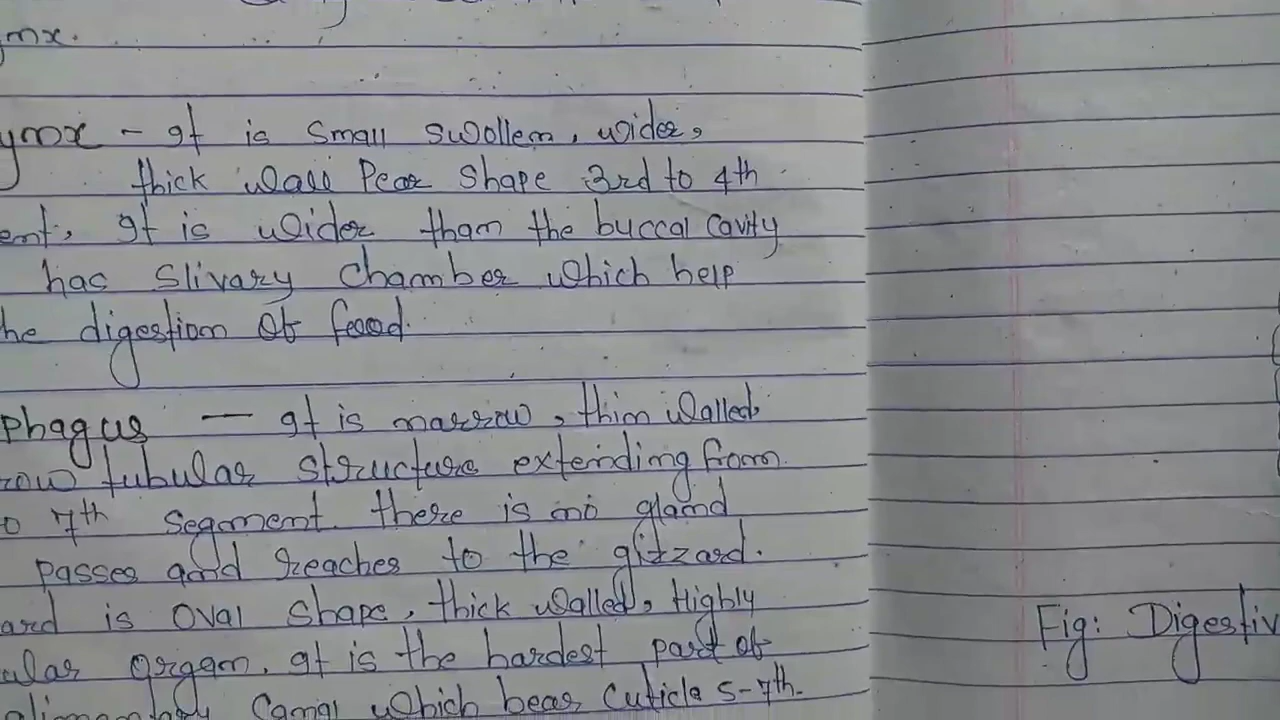 ymx.
ymx - It is small swollen, wider,
thick wall Pear shape 3rd to 4th
ent, It is wider than the buccal cavity
has Slivary Chamber which help
he digestion of food.
Phagus — It is narrow, thin walled
row tubular structure extending from
o 7th segment. there is no gland
passes and reaches to the gizzard.
ard is oval shape, thick walled, Highly
ular organ. It is the hardest part of
alimentary Canal which bear Cuticle 5-7th.
Fig: Digestiv